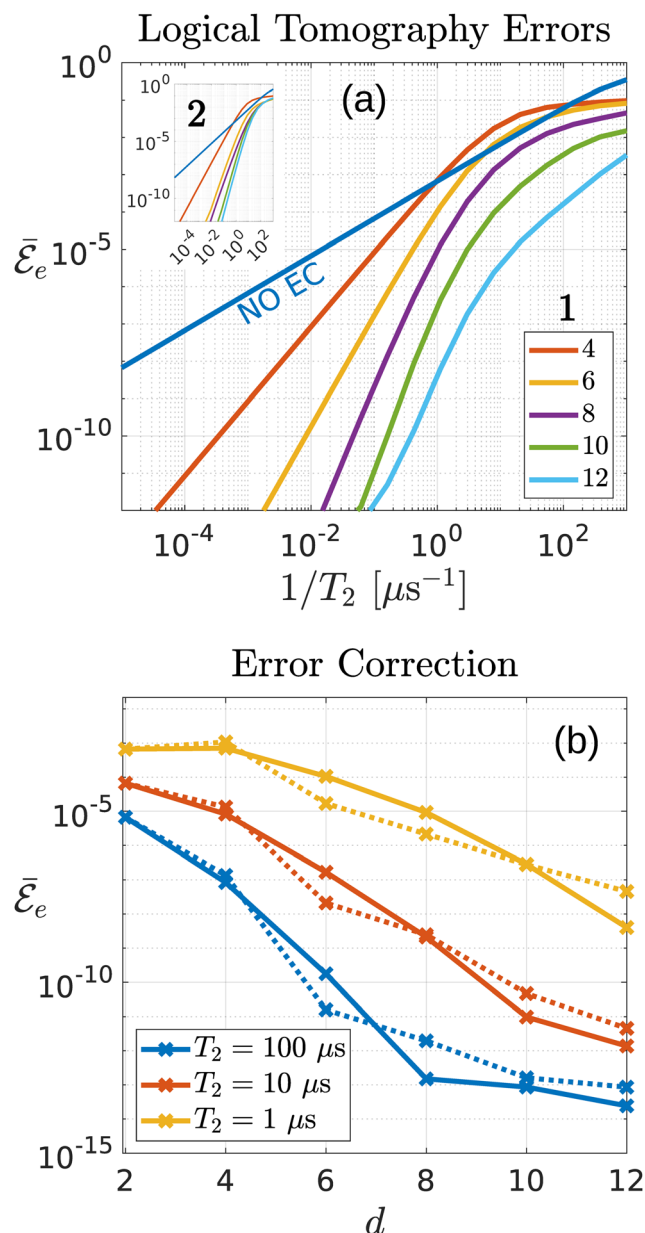 Logical Tomography Errors
10^0
(a)
10^0
2
10^-5
10^-10
10^-4
10^-2
10^0
10^2
10^-5
Ē_e
NO EC
1
4
6
8
10
12
10^-10
10^-4
10^-2
10^0
10^2
1/T_2 [μs^-1]
Error Correction
(b)
10^-5
Ē_e
10^-10
T_2 = 100 μs
T_2 = 10 μs
T_2 = 1 μs
10^-15
2
4
6
8
10
12
d